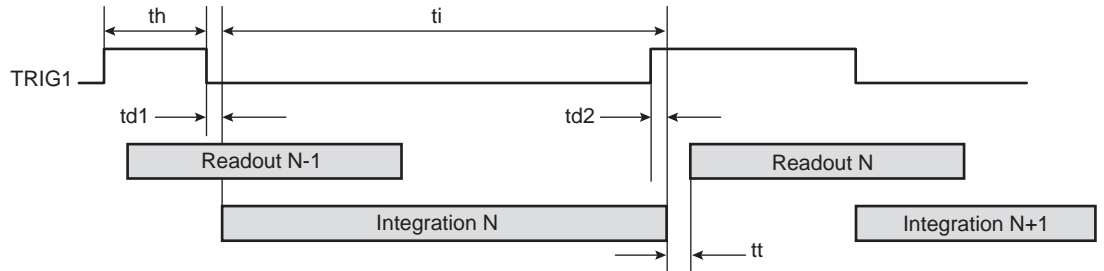 th
ti
TRIG1
td1
td2
Readout N-1
Readout N
Integration N
Integration N+1
tt